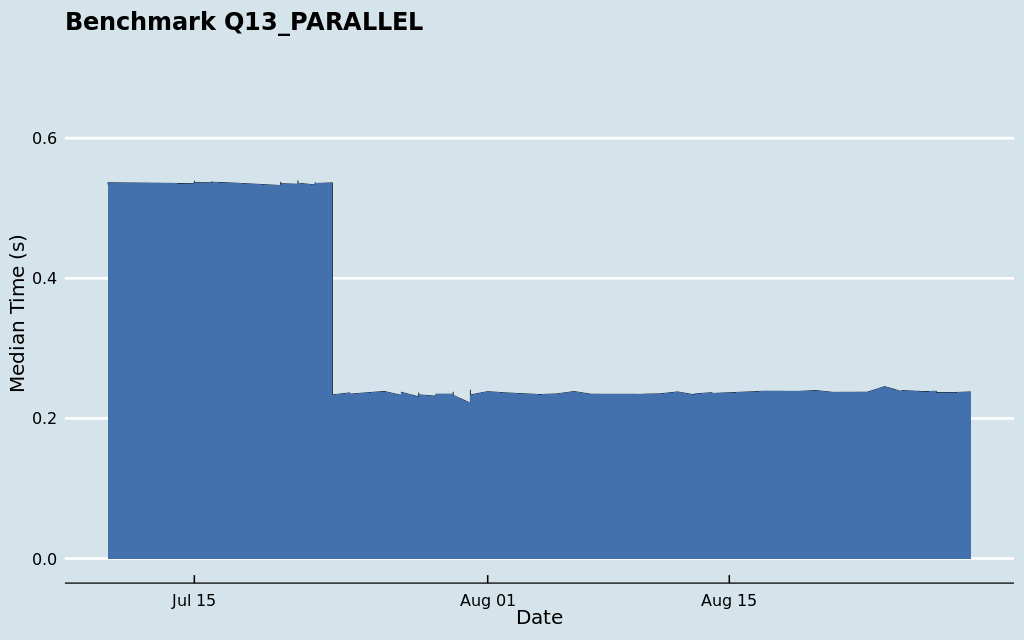 Benchmark Q13_PARALLEL
Median Time (s)
0.6
0.4
0.2
0.0
Jul 15
Aug 01
Aug 15
Date